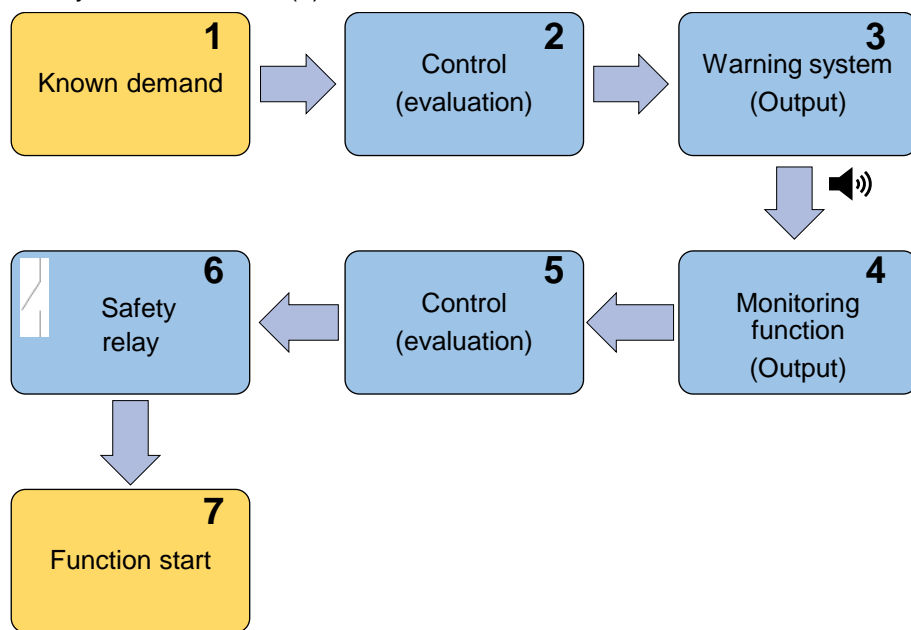 1
Known demand
2
Control
(evaluation)
3
Warning system
(Output)
4
Monitoring
function
(Output)
5
Control
(evaluation)
6
Safety
relay
7
Function start